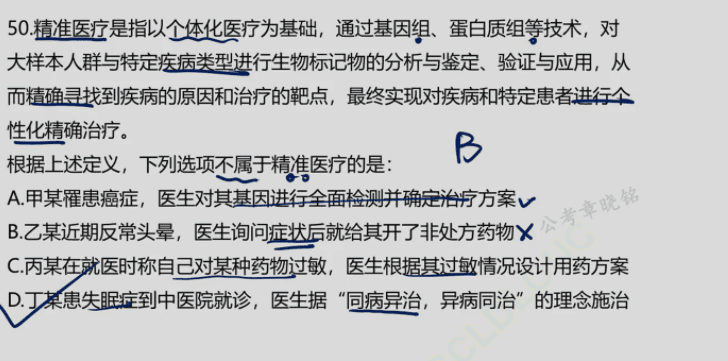 50.精准医疗是指以个体化医疗为基础，通过基因组、蛋白质组等技术，对
大样本人群与特定疾病类型进行生物标记物的分析与鉴定、验证与应用，从
而精确寻找到疾病的原因和治疗的靶点，最终实现对疾病和特定患者进行个
性化精确治疗。
B
根据上述定义，下列选项不属于精准医疗的是：
A.甲某罹患癌症，医生对其基因进行全面检测并确定治疗方案
公考章晓铭
B.乙某近期反常头晕，医生询问症状后就给其开了非处方药物
C.丙某在就医时称自己对某种药物过敏，医生根据其过敏情况设计用药方案
D.丁某患失眠症到中医院就诊，医生据“同病异治，异病同治”的理念施治